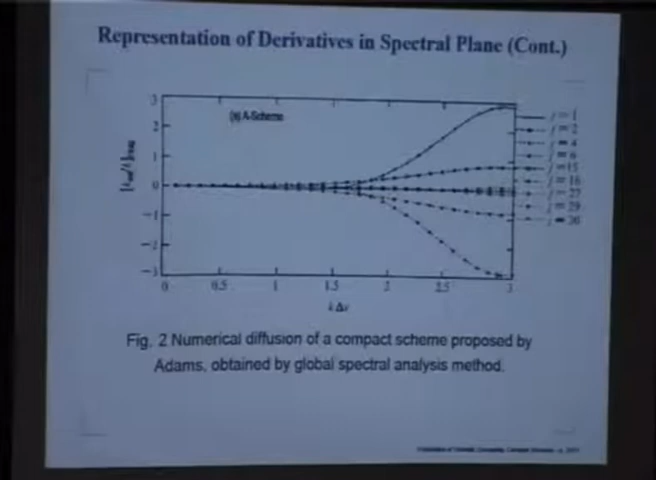 Representation of Derivatives in Spectral Plane (Cont.)
3
2
1
0
-1
-2
-3
(a) A-Scheme
0
0.5
1
1.5
2
2.5
3
k Δx
j = 1
j = 2
j = 4
j = 6
j = 15
j = 16
j = 27
j = 29
j = 30
Fig. 2 Numerical diffusion of a compact scheme proposed by
Adams, obtained by global spectral analysis method.